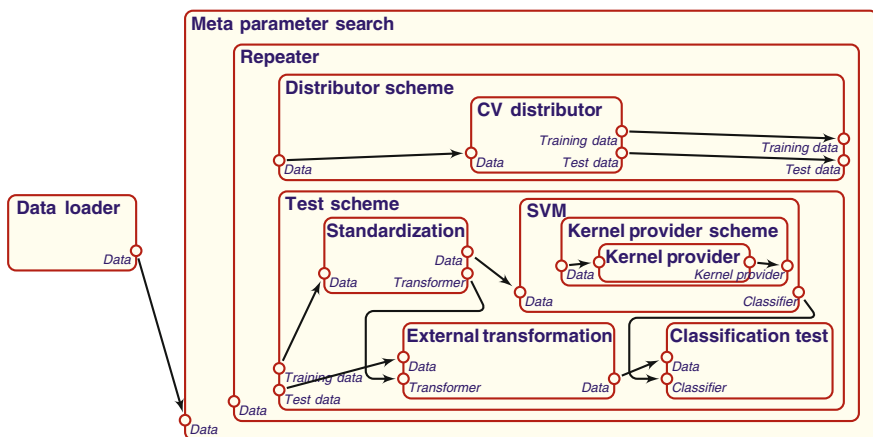 Meta parameter search
Repeater
Distributor scheme
CV distributor
Training data
Training data
Data
Data
Test data
Test data
Data loader
Data
Test scheme
SVM
Standardization
Kernel provider scheme
Kernel provider
Data
Data
Kernel provider
Data
Transformer
Data
Classifier
External transformation
Classification test
Data
Data
Training data
Transformer
Data
Classifier
Test data
Data
Data